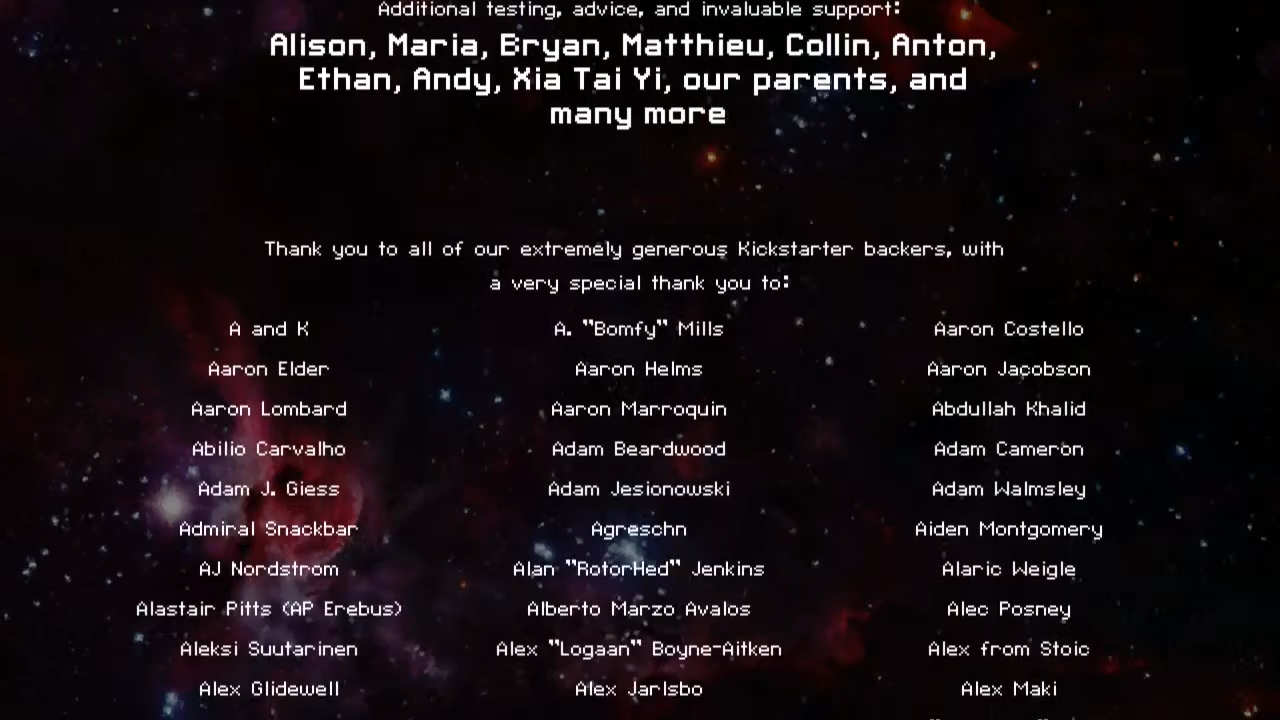 Additional testing, advice, and invaluable support:
Alison, Maria, Bryan, Matthieu, Collin, Anton,
Ethan, Andy, Xia Tai Yi, our parents, and
many more
Thank you to all of our extremely generous Kickstarter backers, with
a very special thank you to:
A and K A. "Bomfy" Mills Aaron Costello
Aaron Elder Aaron Helms Aaron Jacobson
Aaron Lombard Aaron Marroquin Abdullah Khalid
Abilio Carvalho Adam Beardwood Adam Cameron
Adam J. Giess Adam Jesionowski Adam Walmsley
Admiral Snackbar Agreschn Aiden Montgomery
AJ Nordstrom Alan "RotorHed" Jenkins Alaric Weigle
Alastair Pitts (AP Erebus) Alberto Marzo Avalos Alec Posney
Aleksi Suutarinen Alex "Logaan" Boyne-Aitken Alex from Stoic
Alex Glidewell Alex Jarlsbo Alex Maki